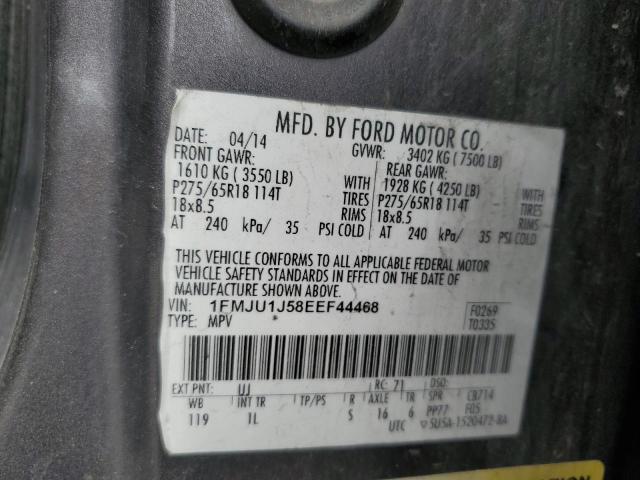 MFD. BY FORD MOTOR CO.
DATE: 04/14 GVWR: 3402 KG (7500 LB)
FRONT GAWR: REAR GAWR:
1610 KG (3550 LB) WITH 1928 KG (4250 LB) WITH
P275/65R18 114T TIRES P275/65R18 114T TIRES
18x8.5 RIMS 18x8.5 RIMS
AT 240 kPa/ 35 PSI COLD AT 240 kPa/ 35 PSI COLD
THIS VEHICLE CONFORMS TO ALL APPLICABLE FEDERAL MOTOR
VEHICLE SAFETY STANDARDS IN EFFECT ON THE DATE OF
MANUFACTURE SHOWN ABOVE.
VIN: 1FMJU1J58EEF44468 F0269
TYPE: MPV T0335
EXT PNT: UJ RC: 71 DSO:
WB INT TR TP/PS R AXLE TR SPR CB714
119 1L S 16 6 PP77 F05
UTC 5U5A-1520472-BA